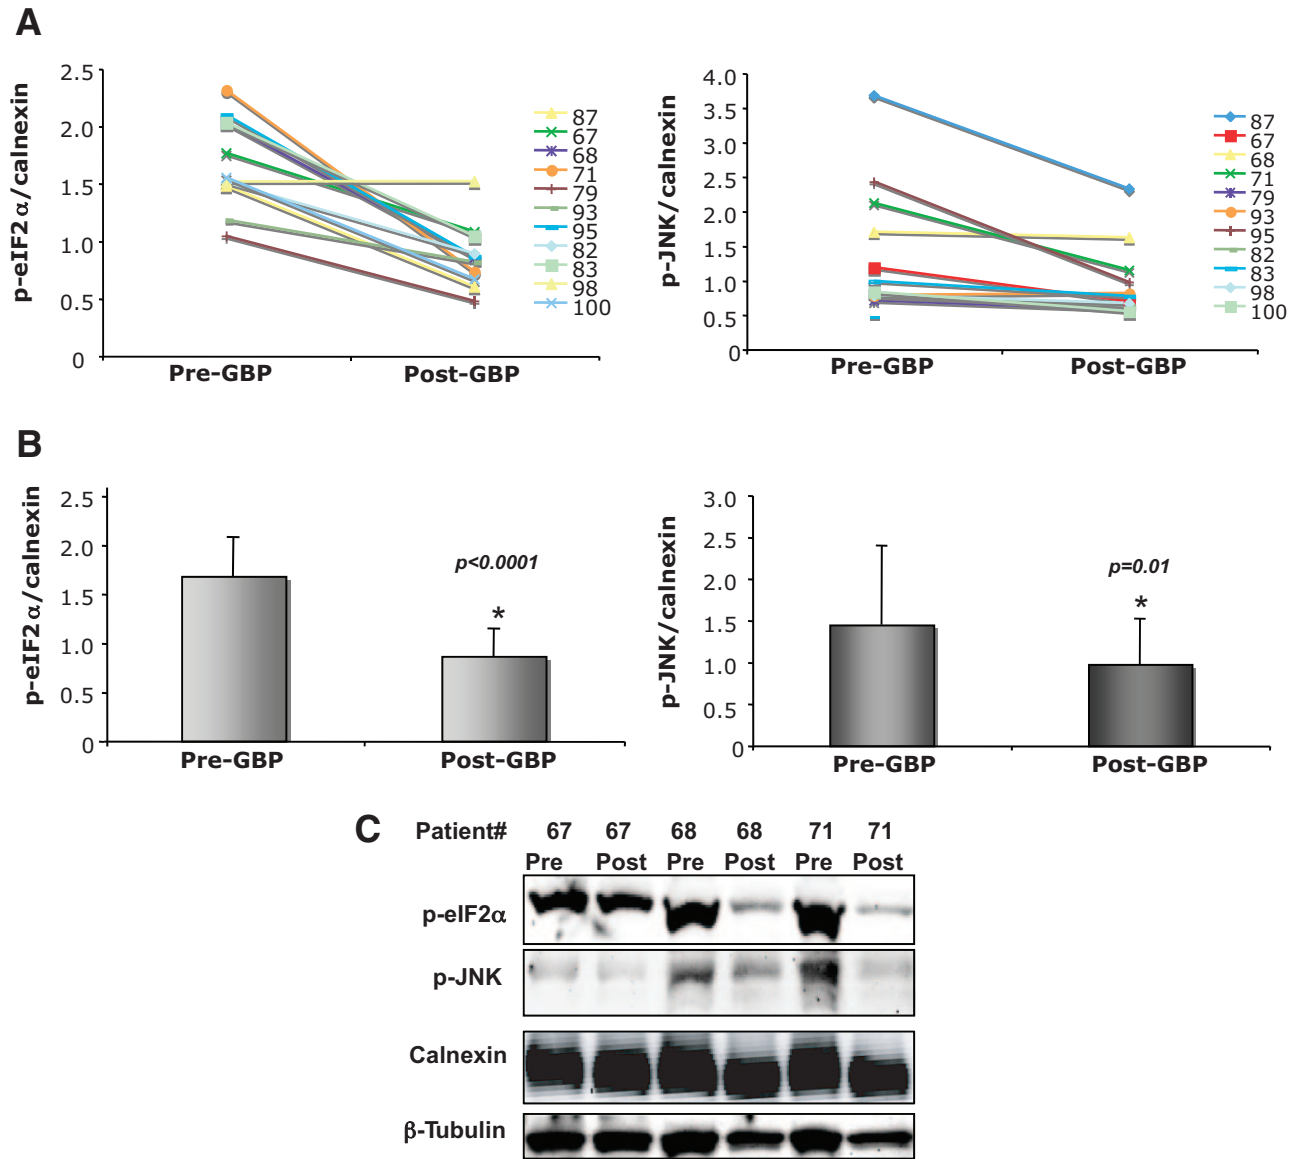 A
p-eIF2α/calnexin
2.5
2.0
1.5
1.0
0.5
0
Pre-GBP
Post-GBP
87
67
68
71
79
93
95
82
83
98
100
p-JNK/calnexin
4.0
3.5
3.0
2.5
2.0
1.5
1.0
0.5
0
Pre-GBP
Post-GBP
87
67
68
71
79
93
95
82
83
98
100
B
p-eIF2α/calnexin
2.5
2.0
1.5
1.0
0.5
0
p<0.0001
*
Pre-GBP
Post-GBP
p-JNK/calnexin
3.0
2.5
2.0
1.5
1.0
0.5
0
p=0.01
*
Pre-GBP
Post-GBP
C
Patient# 67 67 68 68 71 71
Pre Post Pre Post Pre Post
p-eIF2α
p-JNK
Calnexin
β-Tubulin